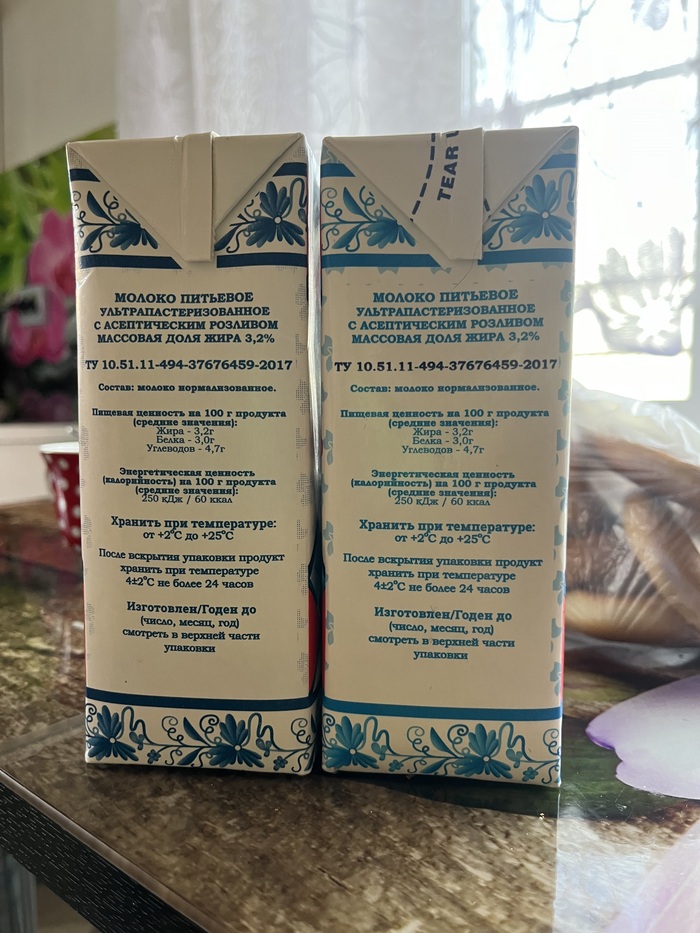 МОЛОКО ПИТЬЕВОЕ
УЛЬТРАПАСТЕРИЗОВАННОЕ
С АСЕПТИЧЕСКИМ РОЗЛИВОМ
МАССОВАЯ ДОЛЯ ЖИРА 3,2%
ТУ 10.51.11-494-37676459-2017
Состав: молоко нормализованное.
Пищевая ценность на 100 г продукта
(средние значения):
Жира - 3,2г
Белка - 3,0г
Углеводов - 4,7г
Энергетическая ценность
(калорийность) на 100 г продукта
(средние значения):
250 кДж / 60 ккал
Хранить при температуре:
от +2°С до +25°С
После вскрытия упаковки продукт
хранить при температуре
4±2°С не более 24 часов
Изготовлен/Годен до
(число, месяц, год)
смотреть в верхней части
упаковки
TEAR
МОЛОКО ПИТЬЕВОЕ
УЛЬТРАПАСТЕРИЗОВАННОЕ
С АСЕПТИЧЕСКИМ РОЗЛИВОМ
МАССОВАЯ ДОЛЯ ЖИРА 3,2%
ТУ 10.51.11-494-37676459-2017
Состав: молоко нормализованное.
Пищевая ценность на 100 г продукта
(средние значения):
Жира - 3,2г
Белка - 3,0г
Углеводов - 4,7г
Энергетическая ценность
(калорийность) на 100 г продукта
(средние значения):
250 кДж / 60 ккал
Хранить при температуре:
от +2°С до +25°С
После вскрытия упаковки продукт
хранить при температуре
4±2°С не более 24 часов
Изготовлен/Годен до
(число, месяц, год)
смотреть в верхней части
упаковки